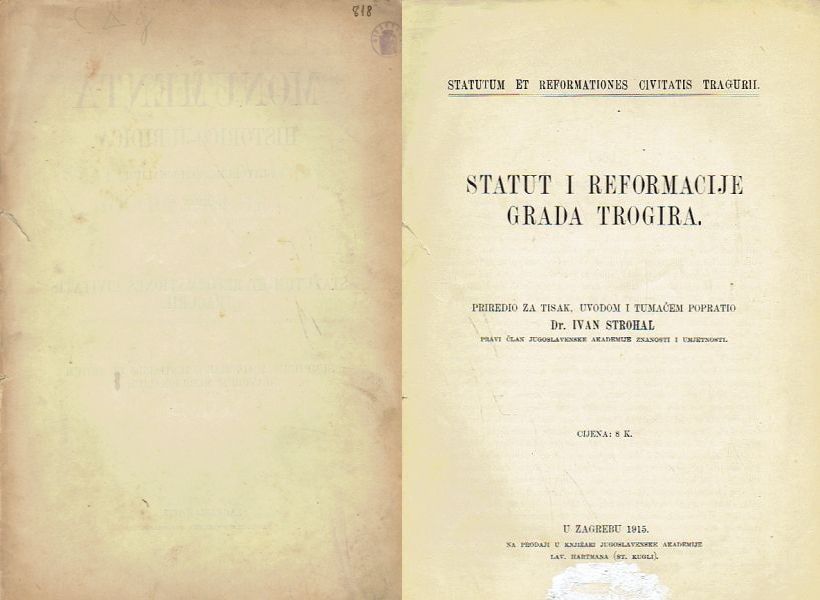 818
STATUTUM ET REFORMATIONES CIVITATIS TRAGURII.
STATUT I REFORMACIJE
GRADA TROGIRA.
PRIREDIO ZA TISAK, UVODOM I TUMAČEM POPRATIO
Dr. IVAN STROHAL
PRAVI ČLAN JUGOSLAVENSKE AKADEMIJE ZNANOSTI I UMJETNOSTI.
CIJENA: 8 K.
U ZAGREBU 1915.
NA PRODAJU U KNJIŽARI JUGOSLAVENSKE AKADEMIJE
LAV. HARTMANA (ST. KUGLI).